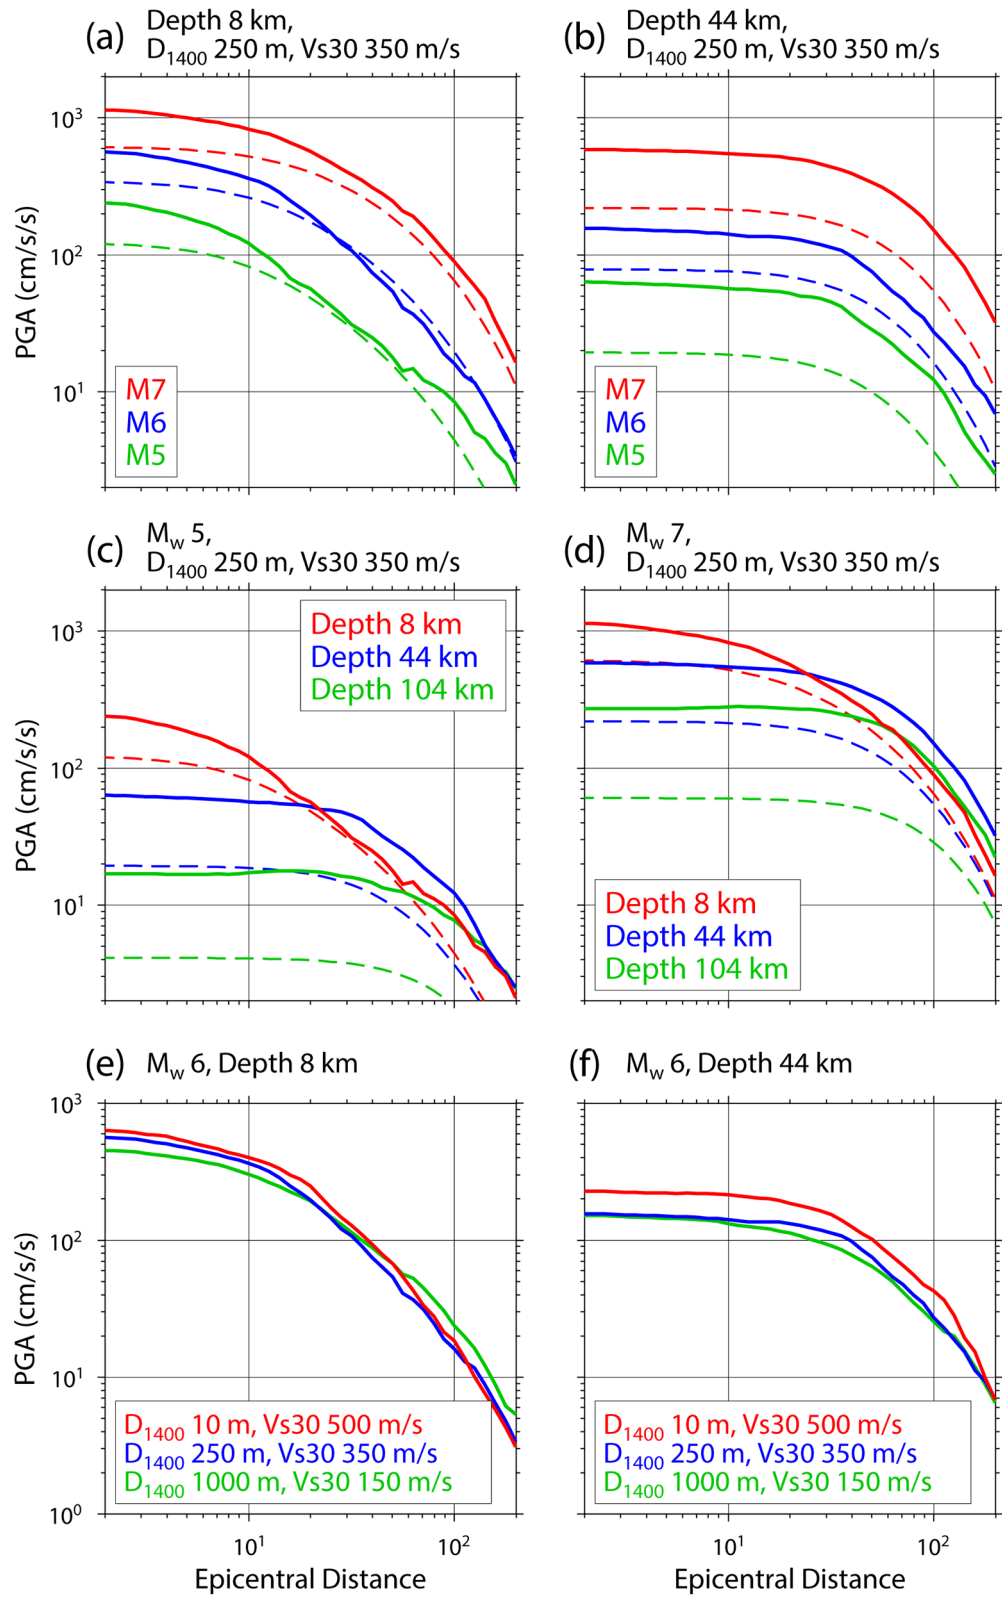 (a) Depth 8 km,
D₁₄₀₀ 250 m, Vs30 350 m/s
(b) Depth 44 km,
D₁₄₀₀ 250 m, Vs30 350 m/s
10³
10²
10¹
PGA (cm/s/s)
M7
M6
M5
M7
M6
M5
(c) M_w 5,
D₁₄₀₀ 250 m, Vs30 350 m/s
(d) M_w 7,
D₁₄₀₀ 250 m, Vs30 350 m/s
10³
10²
10¹
PGA (cm/s/s)
Depth 8 km
Depth 44 km
Depth 104 km
Depth 8 km
Depth 44 km
Depth 104 km
(e) M_w 6, Depth 8 km
(f) M_w 6, Depth 44 km
10³
10²
10¹
10⁰
PGA (cm/s/s)
D₁₄₀₀ 10 m, Vs30 500 m/s
D₁₄₀₀ 250 m, Vs30 350 m/s
D₁₄₀₀ 1000 m, Vs30 150 m/s
D₁₄₀₀ 10 m, Vs30 500 m/s
D₁₄₀₀ 250 m, Vs30 350 m/s
D₁₄₀₀ 1000 m, Vs30 150 m/s
10¹ 10²
10¹ 10²
Epicentral Distance
Epicentral Distance